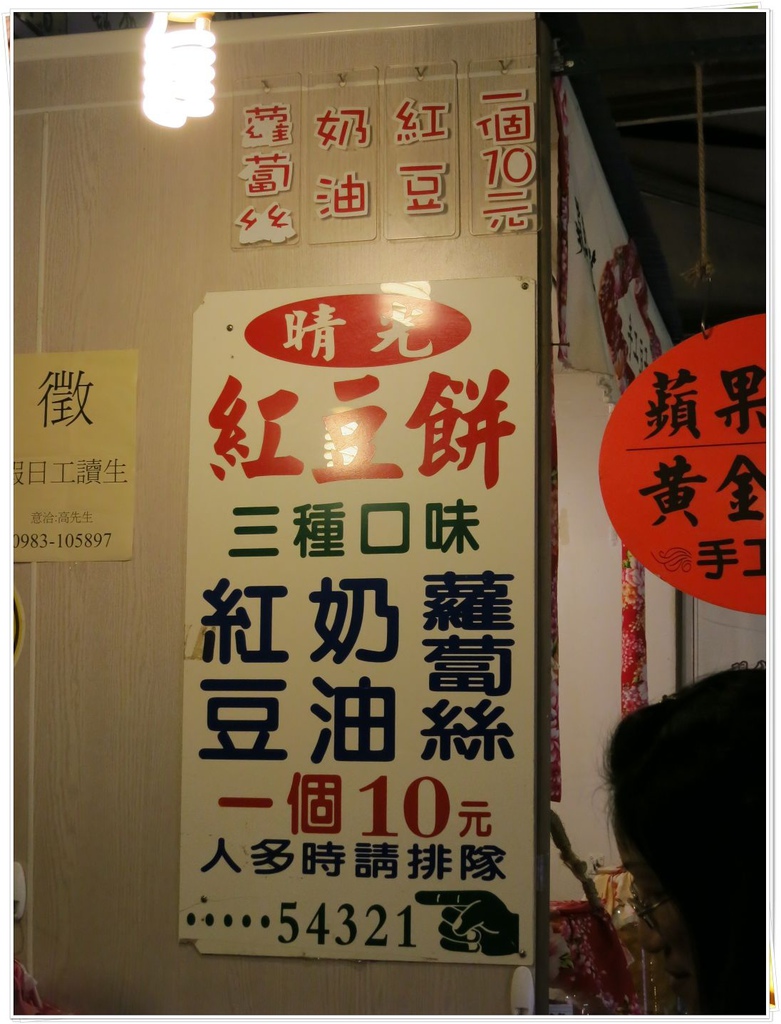 蘿蔔絲
奶油
紅豆
一個10元
晴光
紅豆餅
三種口味
紅豆
奶油
蘿蔔絲
一個10元
人多時請排隊
·····54321
徵
假日工讀生
意洽:高先生
0983-105897
蘋果
黃金
手工